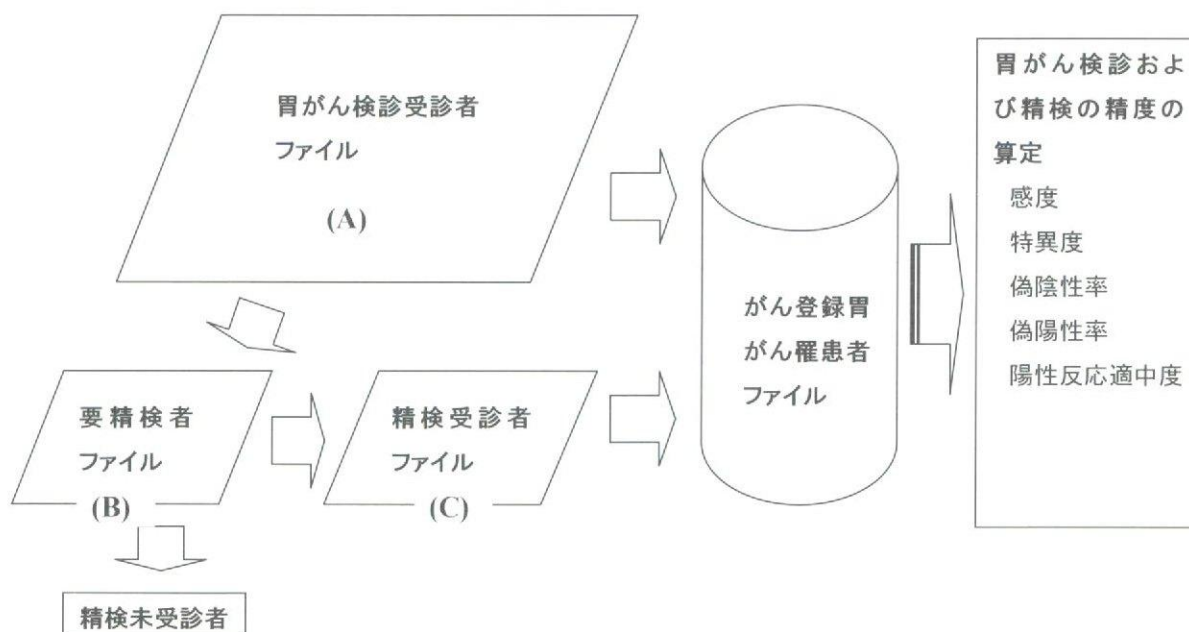 胃がん検診受診者
ファイル
(A)
要精検者
ファイル
(B)
精検受診者
ファイル
(C)
精検未受診者
がん登録胃
がん罹患者
ファイル
胃がん検診およ
び精検の精度の
算定
感度
特異度
偽陰性率
偽陽性率
陽性反応適中度